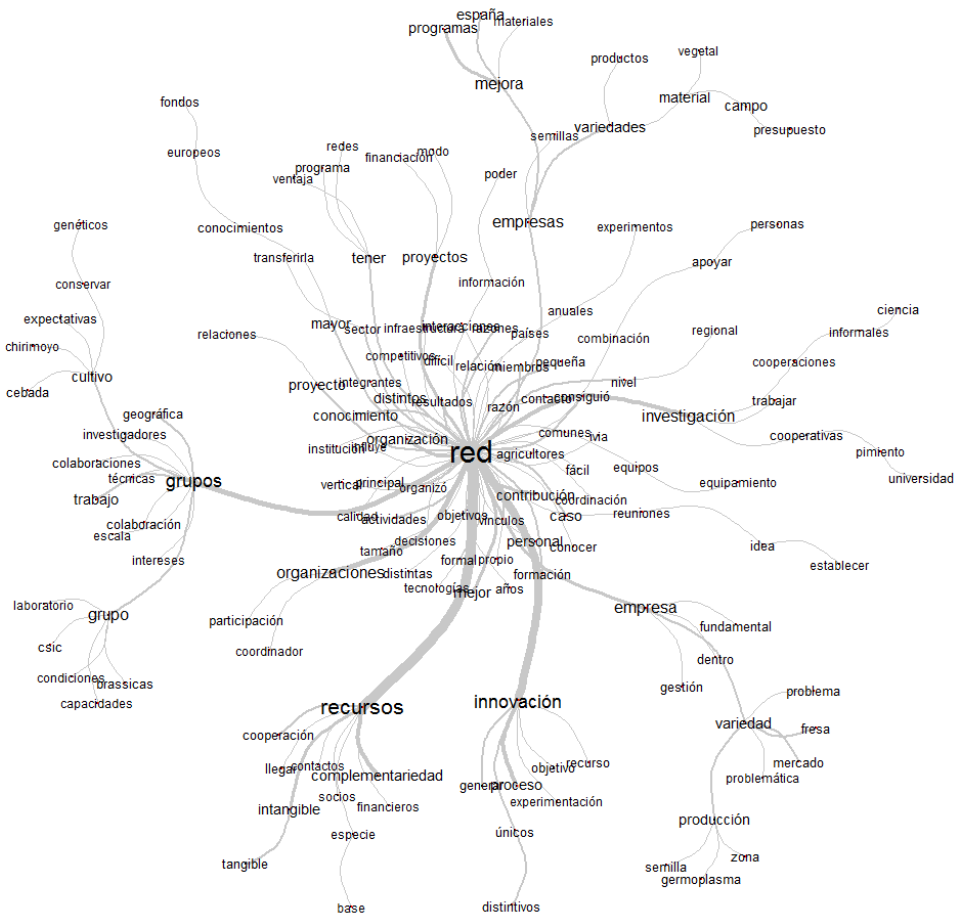 españa
programas
materiales
productos
vegetal
mejora
material
campo
fondos
variedades
presupuesto
semillas
redes
modo
financiación
europeos
programa
poder
ventaja
genéticos
conocimientos
empresas
experimentos
personas
transferirla
tener
proyectos
apoyar
conservar
información
anuales
ciencia
expectativas
mayor
sector
infraestructura
interacciones
razones
países
regional
informales
relaciones
combinación
chirimoyo
competitivos
difícil
relación
miembros
pequeña
cooperaciones
cultivo
proyecto
integrantes
nivel
cebada
distintos
resultados
razón
contacto
consiguió
trabajar
geográfica
conocimiento
investigación
investigadores
organización
comunes
ivia
cooperativas
institución
influye
red
agricultores
pimiento
colaboraciones
fácil
equipos
universidad
técnicas
grupos
vertical
principal
organizó
equipamiento
trabajo
contribución
coordinación
colaboración
calidad
actividades
objetivos
vínculos
caso
reuniones
escala
decisiones
personal
conocer
idea
intereses
tamaño
formal
propio
establecer
organizaciones
distintas
formación
tecnologías
mejor
años
laboratorio
grupo
empresa
participación
fundamental
csic
coordinador
dentro
condiciones
brassicas
gestión
problema
capacidades
recursos
innovación
variedad
fresa
cooperación
mercado
llegar
contactos
complementariedad
objetivo
recurso
problemática
general
proceso
socios
intangible
financieros
experimentación
especie
únicos
producción
tangible
semilla
zona
germoplasma
base
distintivos